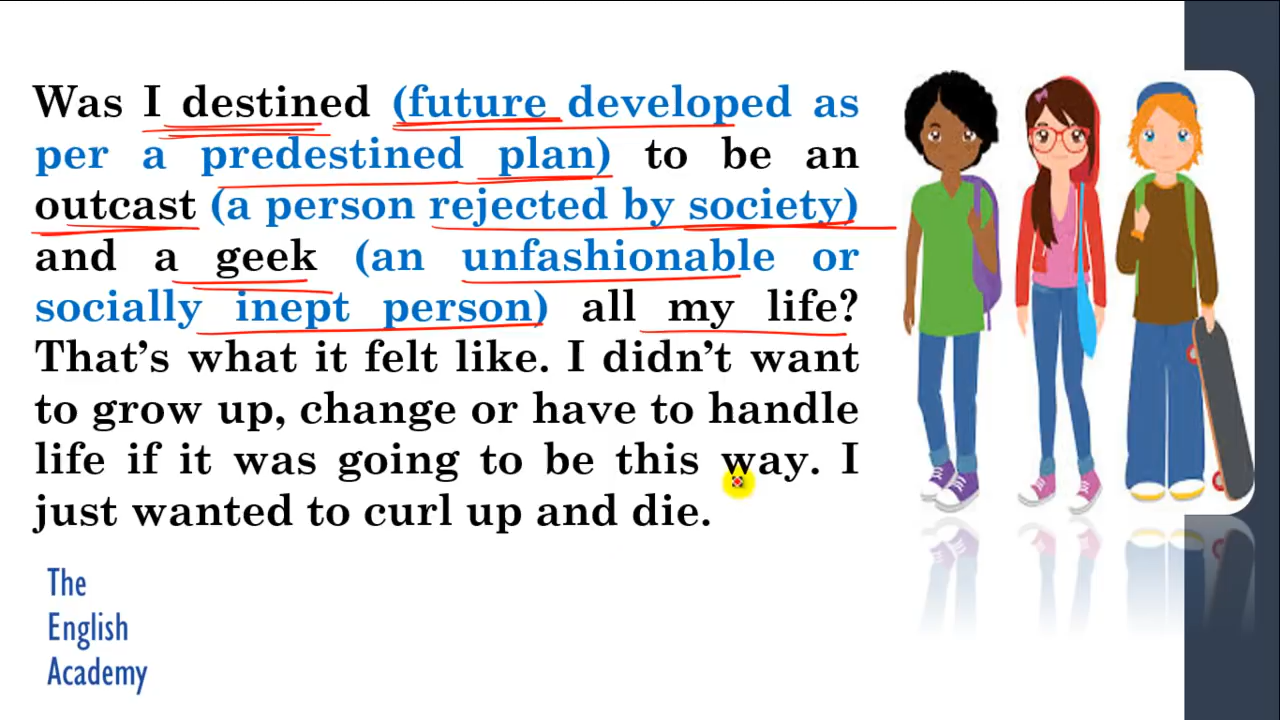 Was I destined (future developed as
per a predestined plan) to be an
outcast (a person rejected by society)
and a geek (an unfashionable or
socially inept person) all my life?
That’s what it felt like. I didn’t want
to grow up, change or have to handle
life if it was going to be this way. I
just wanted to curl up and die.
The
English
Academy